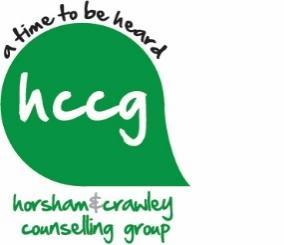 a time to be heard
hccg
horsham&crawley
counselling group